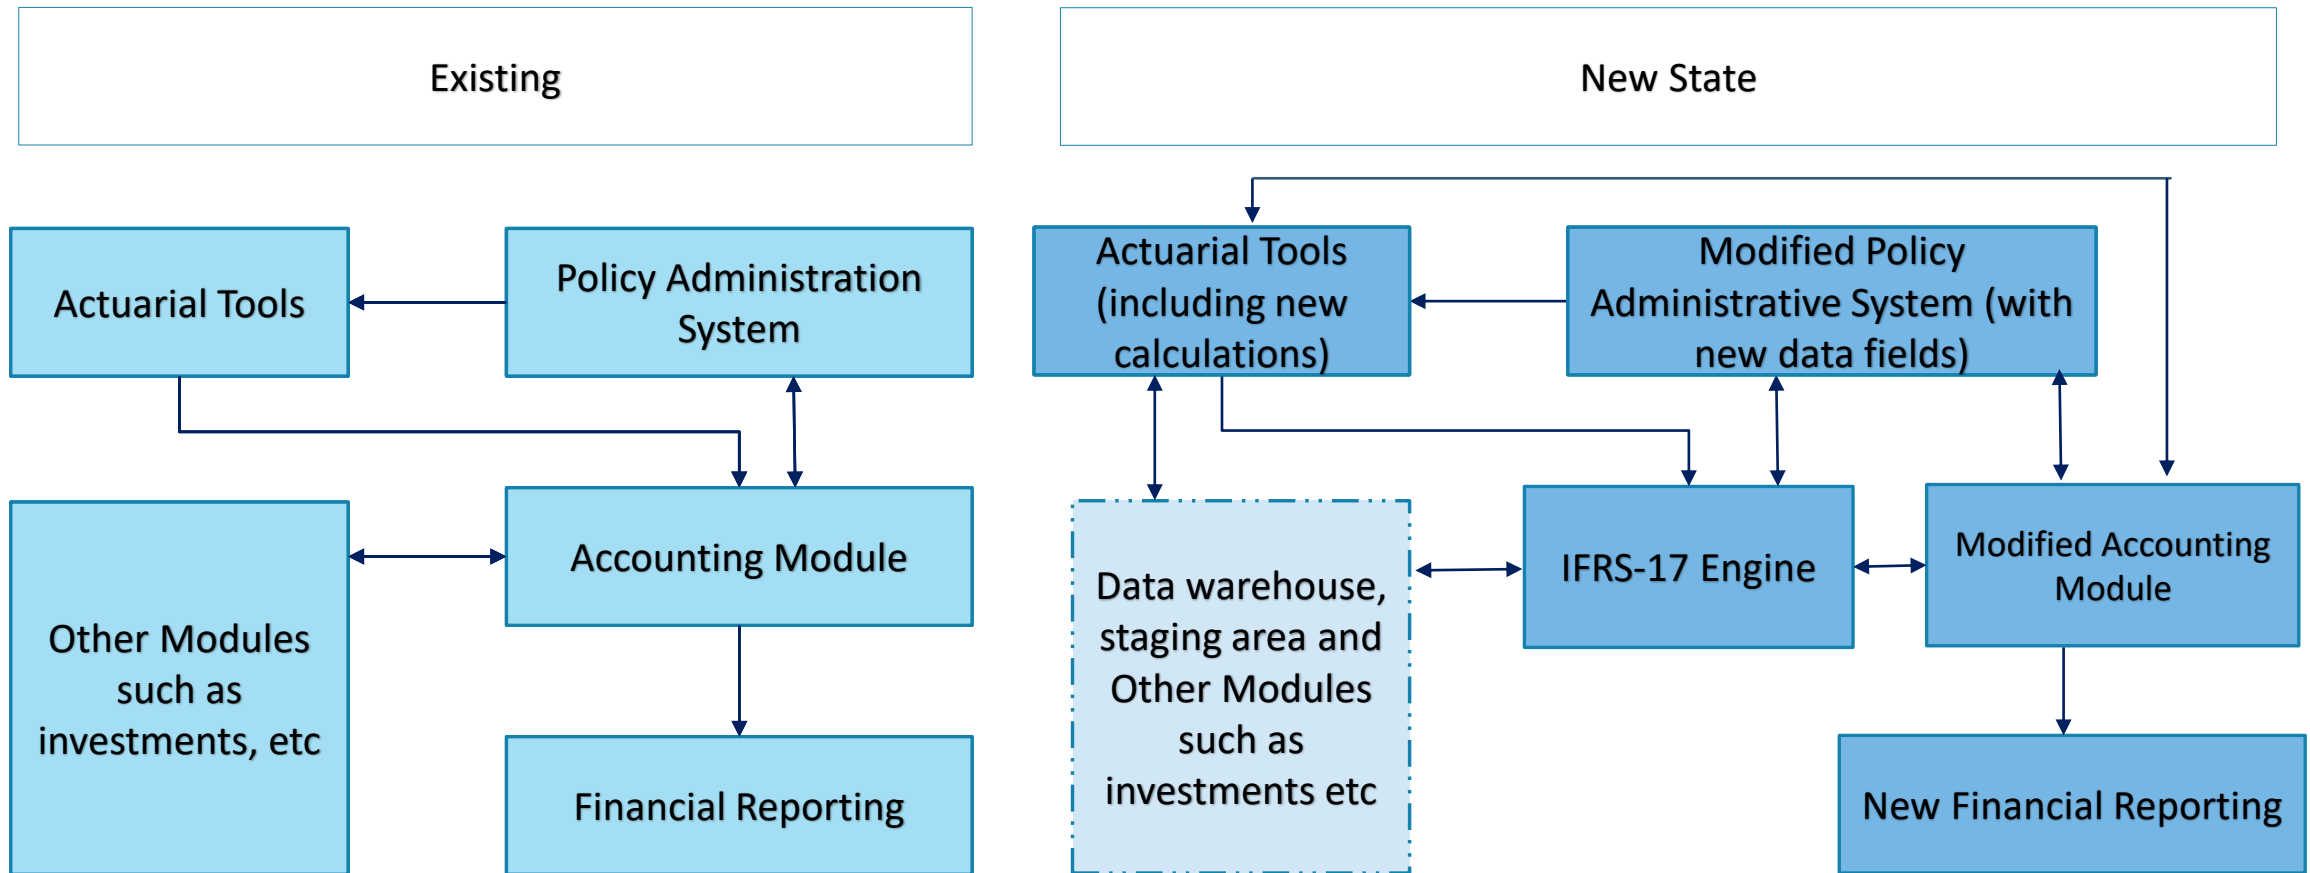 Existing
New State
Actuarial Tools
Policy Administration
System
Other Modules
such as
investments, etc
Accounting Module
Financial Reporting
Actuarial Tools
(including new
calculations)
Modified Policy
Administrative System (with
new data fields)
Data warehouse,
staging area and
Other Modules
such as
investments etc
IFRS-17 Engine
Modified Accounting
Module
New Financial Reporting